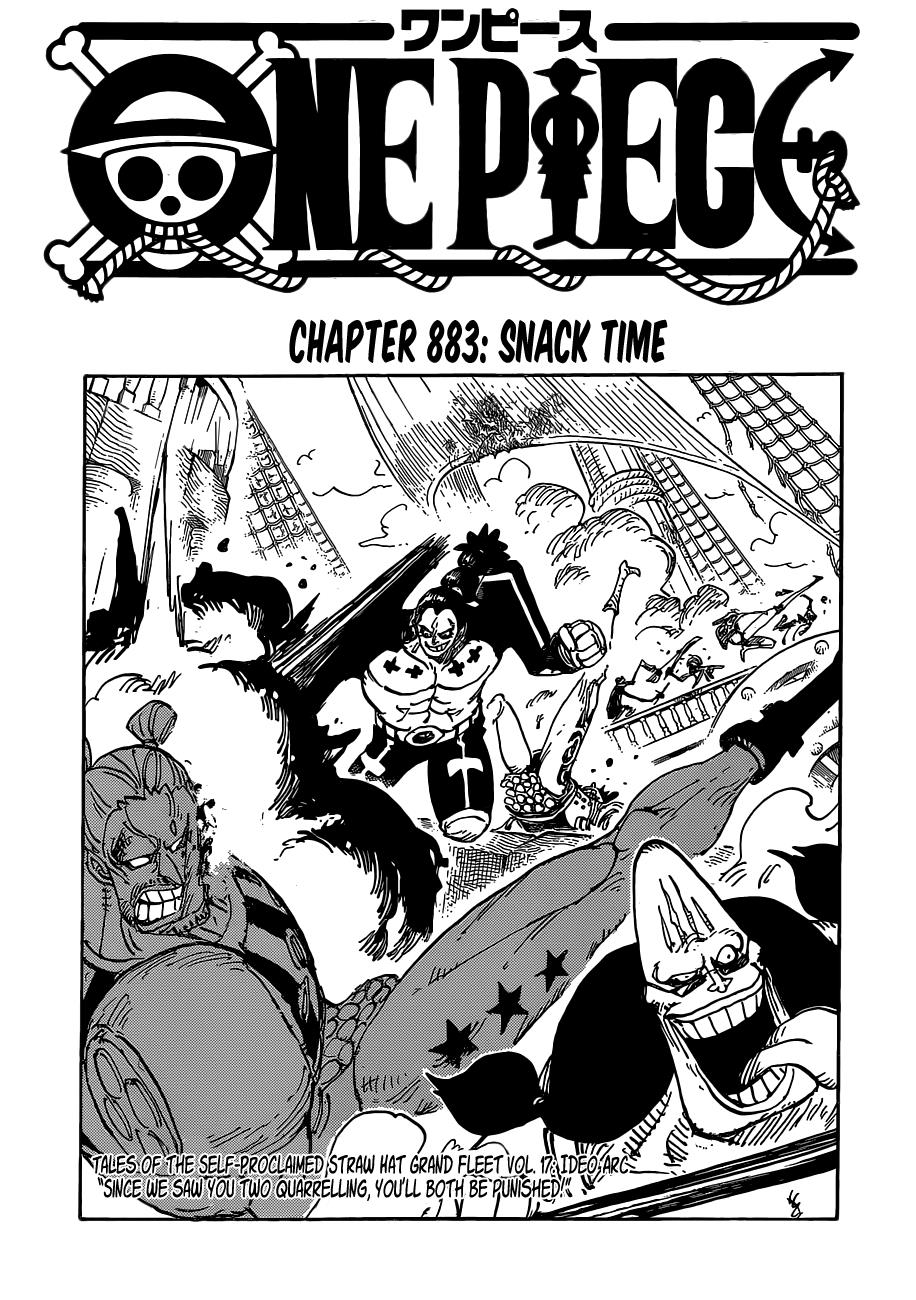 ワンピース
ONE PIECE
CHAPTER 883: SNACK TIME
TALES OF THE SELF-PROCLAIMED STRAW HAT GRAND FLEET VOL. 17: IDEO ARC
"SINCE WE SAW YOU TWO QUARRELLING, YOU'LL BOTH BE PUNISHED!"